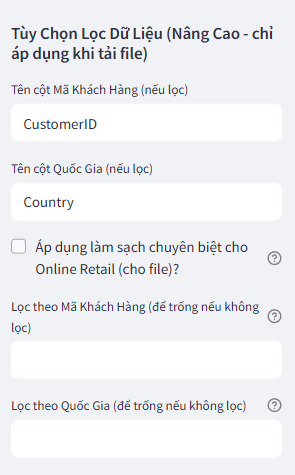 Tùy Chọn Lọc Dữ Liệu (Nâng Cao - chỉ
áp dụng khi tải file)
Tên cột Mã Khách Hàng (nếu lọc)
CustomerID
Tên cột Quốc Gia (nếu lọc)
Country
Áp dụng làm sạch chuyên biệt cho
Online Retail (cho file)?
Lọc theo Mã Khách Hàng (để trống nếu không
lọc)
Lọc theo Quốc Gia (để trống nếu không lọc)